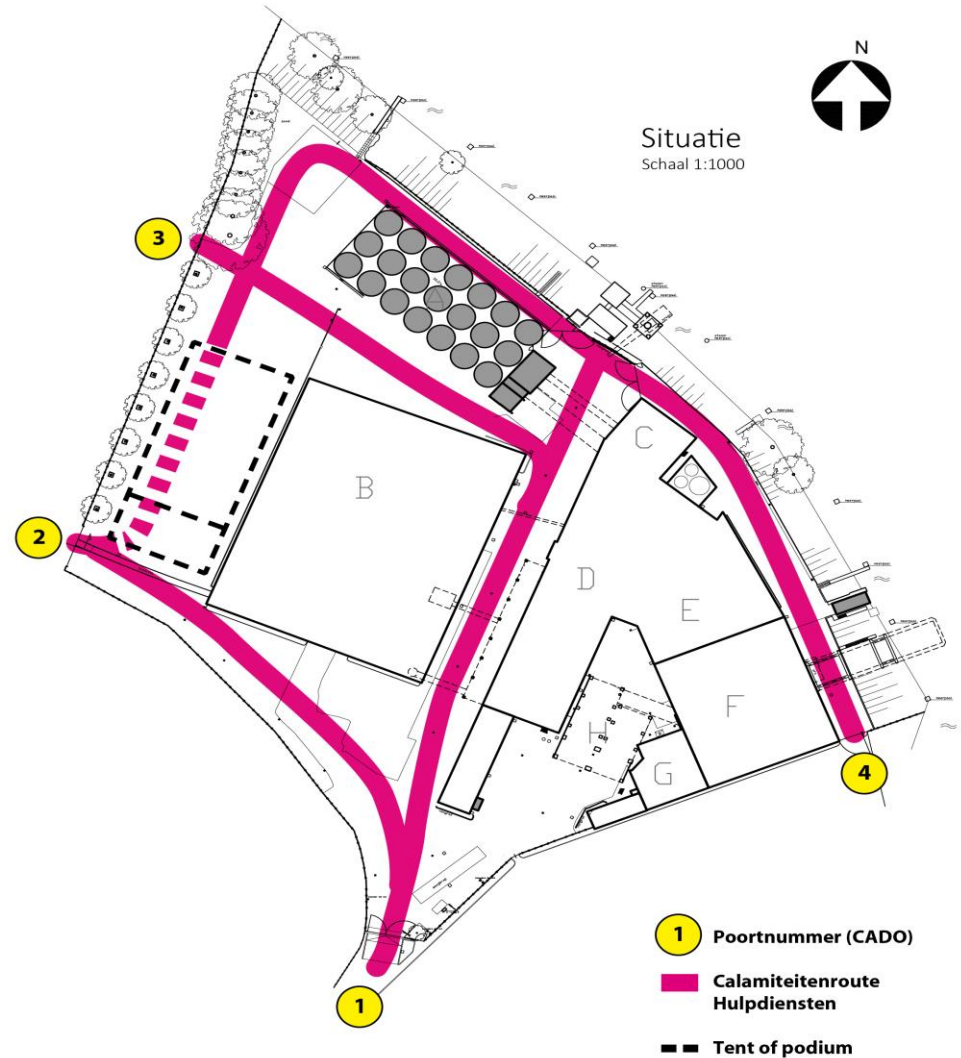 N
Situatie
Schaal 1:1000
3
A
C
B
2
D
E
F
H
G
4
1
1 Poortnummer (CADO)
Calamiteitenroute
Hulpdiensten
Tent of podium